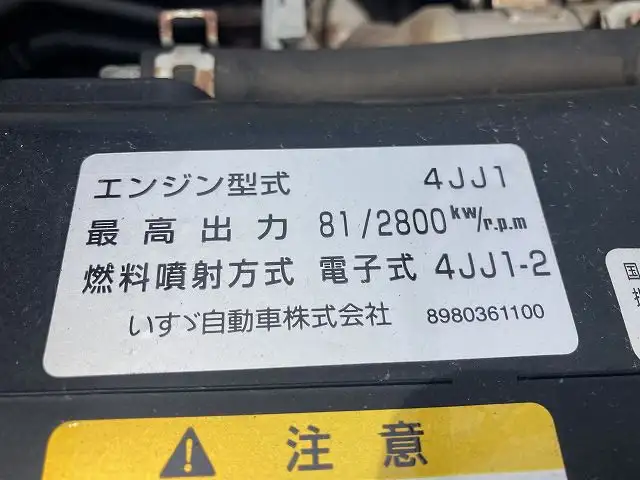 エンジン型式 4JJ1
最高出力 81/2800 kw/r.p.m
燃料噴射方式 電子式 4JJ1-2
いすゞ自動車株式会社 8980361100
国
注意